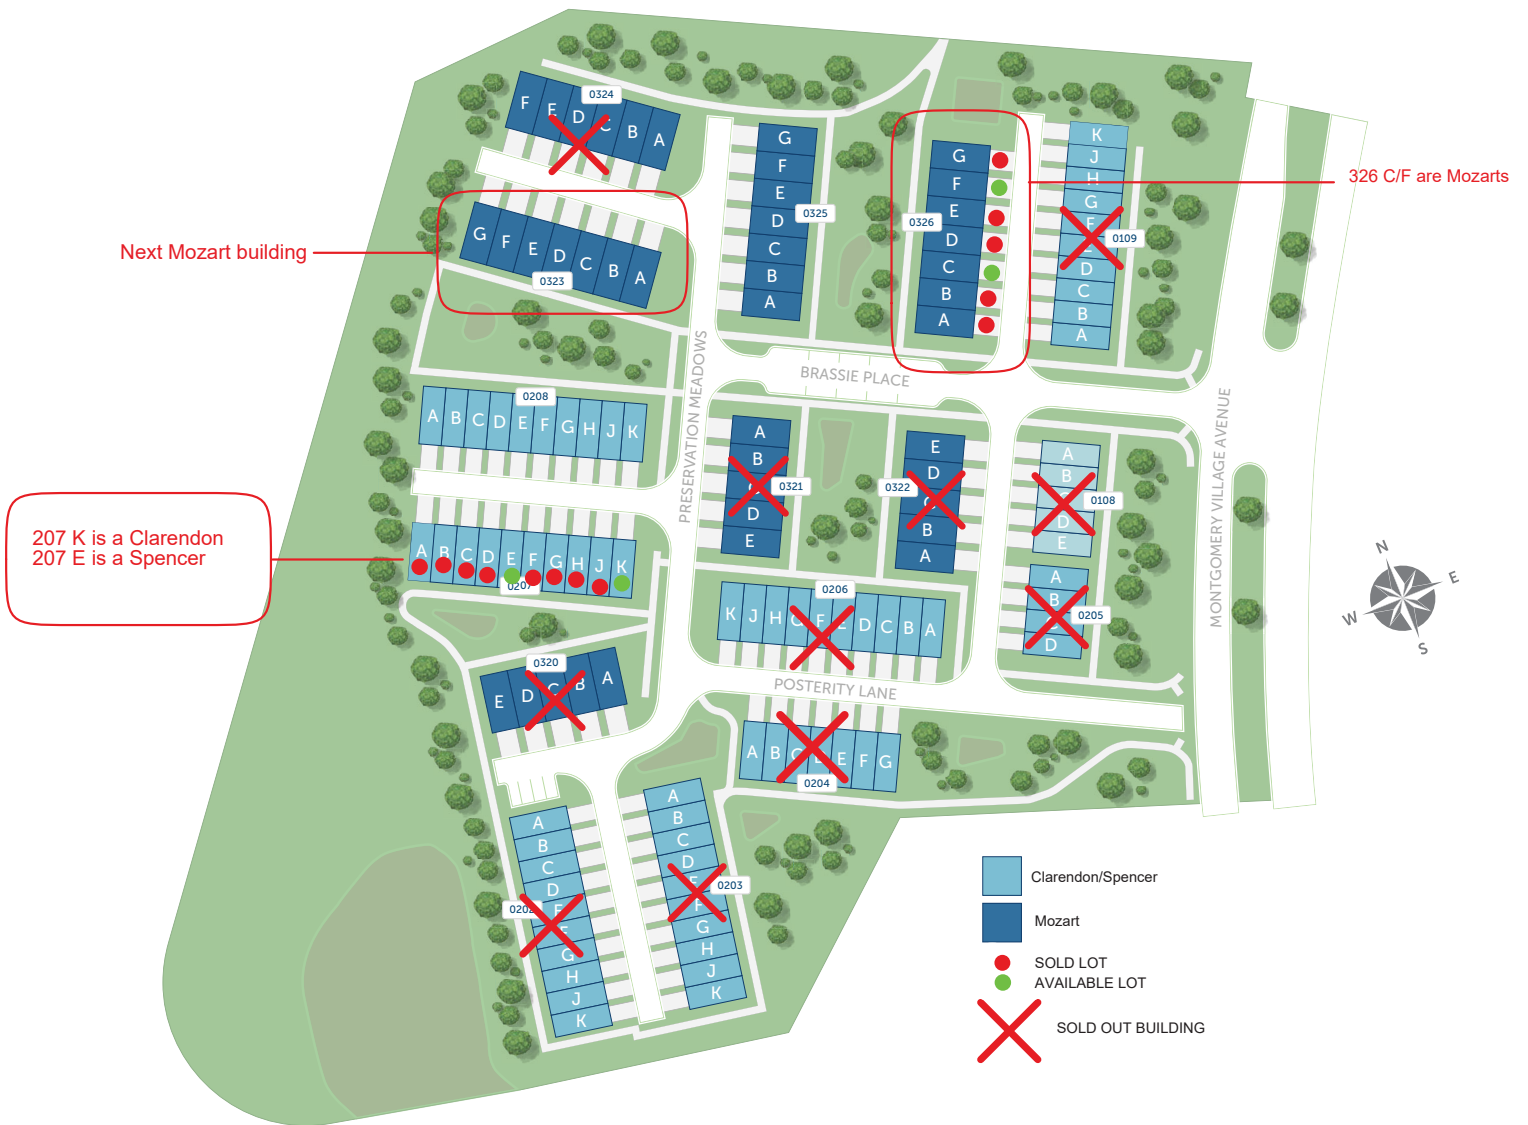 0324
F E D C B A
G F E D C B A
0323
Next Mozart building
G
F
E
D
C
B
A
0325
G
F
E
D
C
B
A
0326
326 C/F are Mozarts
K
J
H
G
F
E
D
C
B
A
0109
PRESERVATION MEADOWS
BRASSIE PLACE
MONTGOMERY VILLAGE AVENUE
0208
A B C D E F G H J K
207 K is a Clarendon
207 E is a Spencer
A B C D E F G H J K
0207
A
B
C
D
E
0321
E
D
C
B
A
0322
A
B
D
E
0108
A
B
C
D
0205
0206
K J H G F E D C B A
POSTERITY LANE
0320
E D C B A
A B C D E F G
0204
A
B
C
D
E
F
G
H
J
K
0202
A
B
C
D
E
F
G
H
J
K
0203
N
E
S
W
Clarendon/Spencer
Mozart
SOLD LOT
AVAILABLE LOT
SOLD OUT BUILDING